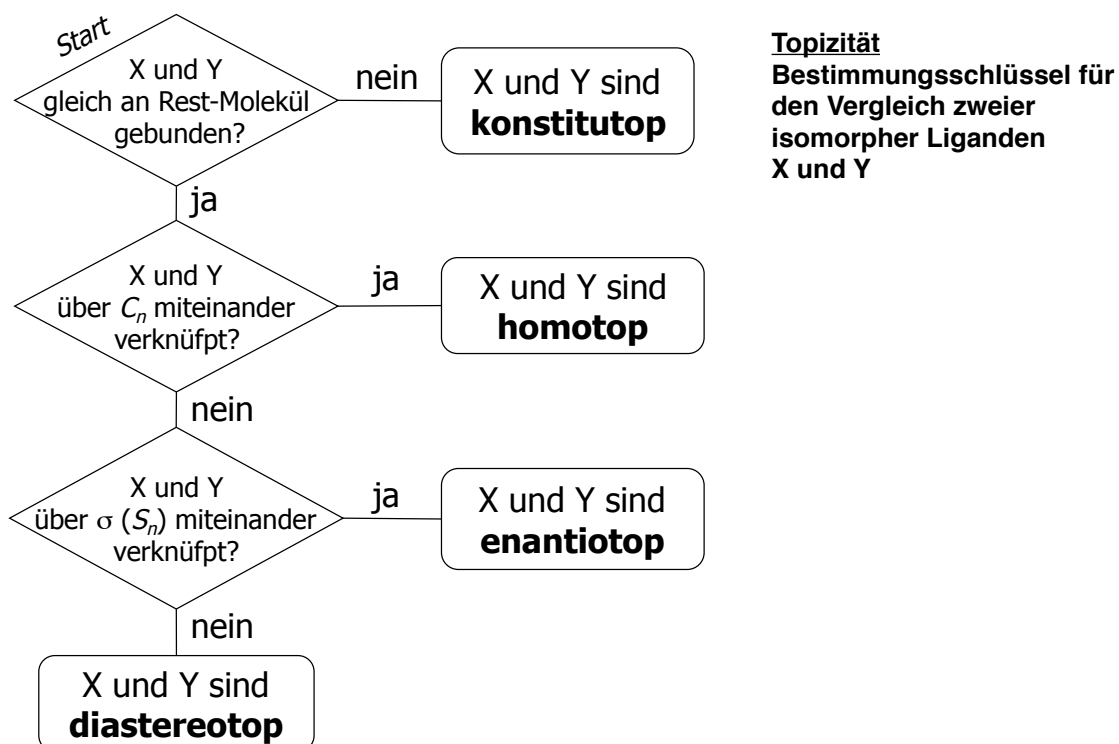 Start
X und Y
gleich an Rest-Molekül
gebunden?
nein
X und Y sind
konstitutop
Topizität
Bestimmungsschlüssel für
den Vergleich zweier
isomorpher Liganden
X und Y
ja
X und Y
über Cn miteinander
verknüfpt?
ja
X und Y sind
homotop
nein
X und Y
über σ (Sn) miteinander
verknüfpt?
ja
X und Y sind
enantiotop
nein
X und Y sind
diastereotop